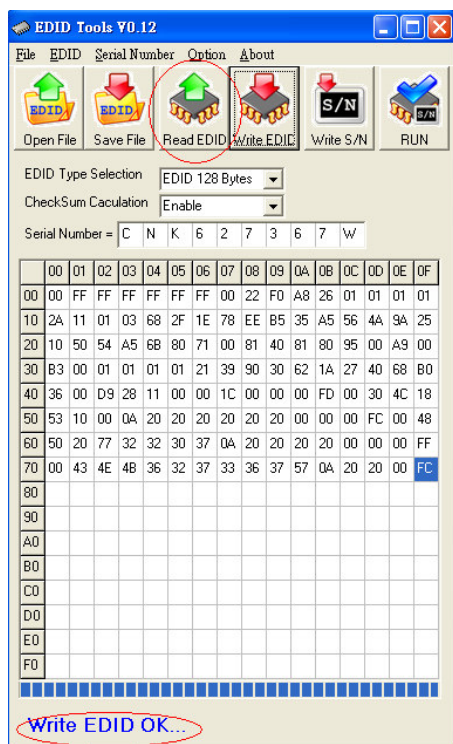 EDID Tools V0.12
File EDID Serial Number Option About
EDID EDID S/N S/N
Open File Save File Read EDID Write EDID Write S/N RUN
EDID Type Selection EDID 128 Bytes
CheckSum Caculation Enable
Serial Number = C N K 6 2 7 3 6 7 W
00 01 02 03 04 05 06 07 08 09 0A 0B 0C 0D 0E 0F
00 00 FF FF FF FF FF FF 00 22 F0 A8 26 01 01 01 01
10 2A 11 01 03 68 2F 1E 78 EE B5 35 A5 56 4A 9A 25
20 10 50 54 A5 6B 80 71 00 81 40 81 80 95 00 A9 00
30 B3 00 01 01 01 01 21 39 90 30 62 1A 27 40 68 B0
40 36 00 D9 28 11 00 00 1C 00 00 00 FD 00 30 4C 18
50 53 10 00 0A 20 20 20 20 20 20 00 00 00 FC 00 48
60 50 20 77 32 32 30 37 0A 20 20 20 20 00 00 00 FF
70 00 43 4E 4B 36 32 37 33 36 37 57 0A 20 20 00 FC
80
90
A0
B0
C0
D0
E0
F0
Write EDID OK...